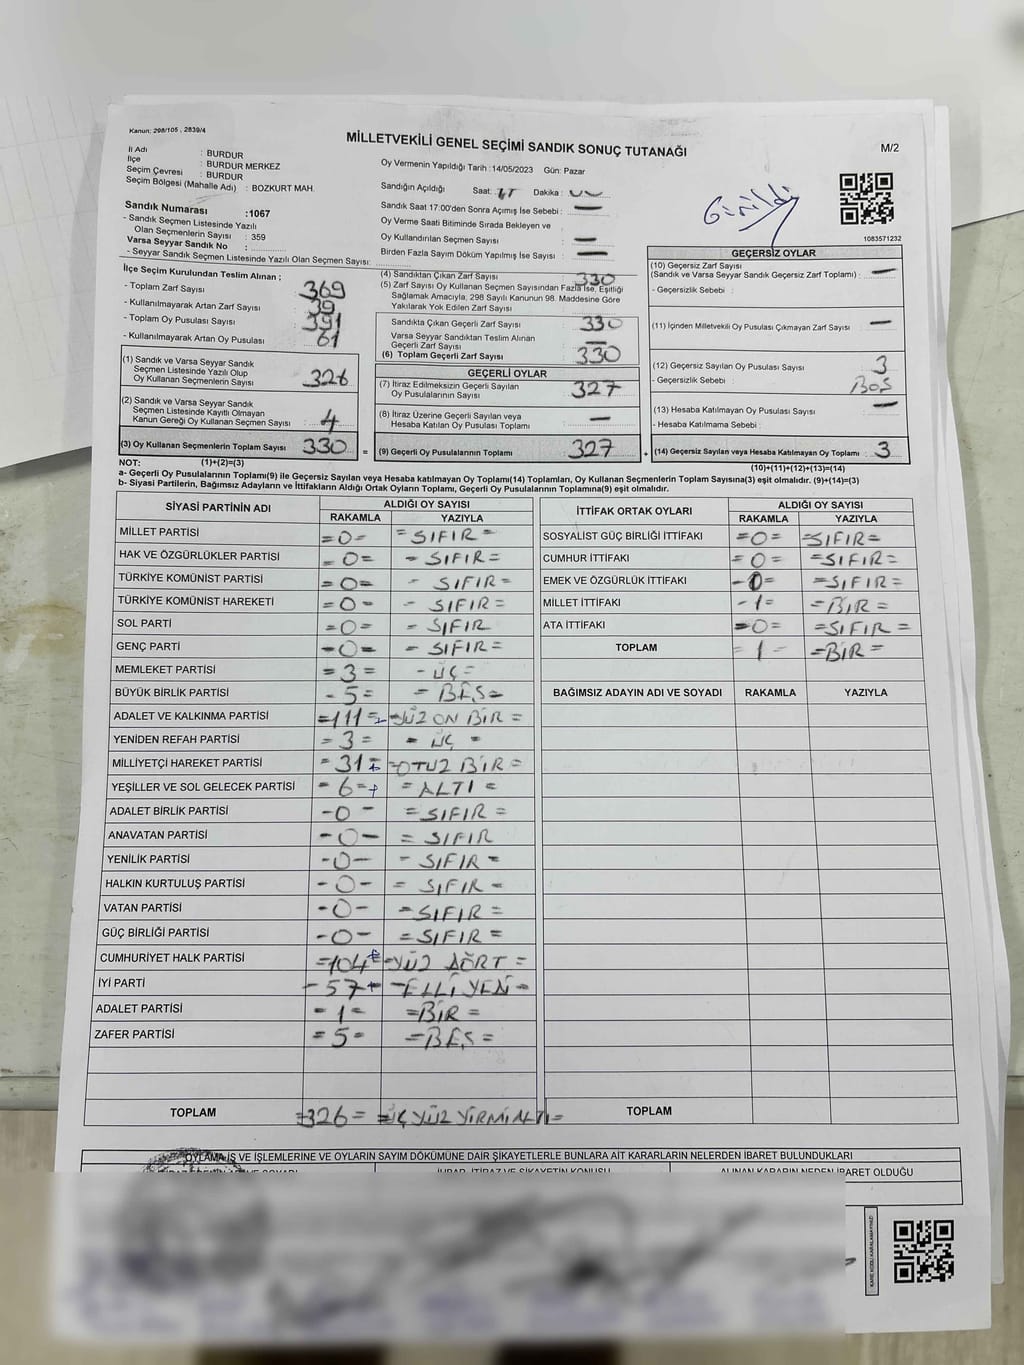 Kanun: 298/105 , 2839/4
MİLLETVEKİLİ GENEL SEÇİMİ SANDIK SONUÇ TUTANAĞI
M/2
İl Adı : BURDUR
İlçe : BURDUR MERKEZ
Seçim Çevresi : BURDUR
Seçim Bölgesi (Mahalle Adı) : BOZKURT MAH.
Oy Vermenin Yapıldığı Tarih : 14/05/2023 Gün: Pazar
Sandığın Açıldığı Saat: 17 Dakika :
Sandık Saat 17:00'den Sonra Açılmış İse Sebebi : —
Oy Verme Saati Bitiminde Sırada Bekleyen ve
Oy Kullandırılan Seçmen Sayısı : —
Birden Fazla Sayım Döküm Yapılmış İse Sayısı : —
Girildi
1083571232
Sandık Numarası :1067
- Sandık Seçmen Listesinde Yazılı
Olan Seçmenlerin Sayısı : 359
Varsa Seyyar Sandık No :
- Seyyar Sandık Seçmen Listesinde Yazılı Olan Seçmen Sayısı:
İlçe Seçim Kurulundan Teslim Alınan ;
- Toplam Zarf Sayısı : 369
- Kullanılmayarak Artan Zarf Sayısı : 39
- Toplam Oy Pusulası Sayısı : 391
- Kullanılmayarak Artan Oy Pusulası : 61
(1) Sandık ve Varsa Seyyar Sandık
Seçmen Listesinde Yazılı Olup
Oy Kullanan Seçmenlerin Sayısı : 326
(2) Sandık ve Varsa Seyyar Sandık
Seçmen Listesinde Kayıtlı Olmayan
Kanun Gereği Oy Kullanan Seçmen Sayısı : 4
(3) Oy Kullanan Seçmenlerin Toplam Sayısı : 330 =
(4) Sandıktan Çıkan Zarf Sayısı : 330
(5) Zarf Sayısı Oy Kullanan Seçmen Sayısından Fazla İse, Eşitliği
Sağlamak Amacıyla, 298 Sayılı Kanunun 98. Maddesine Göre
Yakılarak Yok Edilen Zarf Sayısı :
Sandıkta Çıkan Geçerli Zarf Sayısı : 330
Varsa Seyyar Sandıktan Teslim Alınan
Geçerli Zarf Sayısı : —
(6) Toplam Geçerli Zarf Sayısı : 330
GEÇERLİ OYLAR
(7) İtiraz Edilmeksizin Geçerli Sayılan
Oy Pusulalarının Sayısı : 327
(8) İtiraz Üzerine Geçerli Sayılan veya
Hesaba Katılan Oy Pusulası Toplamı : —
(9) Geçerli Oy Pusulalarının Toplamı : 327 +
GEÇERSİZ OYLAR
(10) Geçersiz Zarf Sayısı
(Sandık ve Varsa Seyyar Sandık Geçersiz Zarf Toplamı) : —
- Geçersizlik Sebebi :
(11) İçinden Milletvekili Oy Pusulası Çıkmayan Zarf Sayısı : —
(12) Geçersiz Sayılan Oy Pusulası Sayısı : 3
- Geçersizlik Sebebi : BOŞ
(13) Hesaba Katılmayan Oy Pusulası Sayısı : —
- Hesaba Katılmama Sebebi :
(14) Geçersiz Sayılan veya Hesaba Katılmayan Oy Toplamı : 3
NOT: (1)+(2)=(3)
(10)+(11)+(12)+(13)=(14)
a- Geçerli Oy Pusulalarının Toplamı(9) ile Geçersiz Sayılan veya Hesaba katılmayan Oy Toplamı(14) Toplamları, Oy Kullanan Seçmenlerin Toplam Sayısına(3) eşit olmalıdır. (9)+(14)=(3)
b- Siyasi Partilerin, Bağımsız Adayların ve İttifakların Aldığı Ortak Oyların Toplamı, Geçerli Oy Pusulalarının Toplamına(9) eşit olmalıdır.
SİYASİ PARTİNİN ADI ALDIĞI OY SAYISI
RAKAMLA YAZIYLA
MİLLET PARTİSİ =0= =SIFIR=
HAK VE ÖZGÜRLÜKLER PARTİSİ =0= =SIFIR=
TÜRKİYE KOMÜNİST PARTİSİ =0= -SIFIR=
TÜRKİYE KOMÜNİST HAREKETİ =0= -SIFIR=
SOL PARTİ =0= -SIFIR
GENÇ PARTİ =0= =SIFIR=
MEMLEKET PARTİSİ =3= -ÜÇ=
BÜYÜK BİRLİK PARTİSİ -5= =BEŞ=
ADALET VE KALKINMA PARTİSİ =111= =YÜZ ON BİR=
YENİDEN REFAH PARTİSİ =3= -ÜÇ-
MİLLİYETÇİ HAREKET PARTİSİ =31= =OTUZ BİR=
YEŞİLLER VE SOL GELECEK PARTİSİ -6= =ALTI=
ADALET BİRLİK PARTİSİ -0- =SIFIR=
ANAVATAN PARTİSİ -0- =SIFIR
YENİLİK PARTİSİ -0- -SIFIR=
HALKIN KURTULUŞ PARTİSİ -0- =SIFIR=
VATAN PARTİSİ -0- =SIFIR=
GÜÇ BİRLİĞİ PARTİSİ -0- =SIFIR=
CUMHURİYET HALK PARTİSİ =104= =YÜZ DÖRT=
İYİ PARTİ -57= =ELLİ YEDİ=
ADALET PARTİSİ -1= =BİR=
ZAFER PARTİSİ =5= =BEŞ=
TOPLAM =326= =ÜÇ YÜZ YİRMİ ALTI=
İTTİFAK ORTAK OYLARI ALDIĞI OY SAYISI
RAKAMLA YAZIYLA
SOSYALİST GÜÇ BİRLİĞİ İTTİFAKI =0= =SIFIR=
CUMHUR İTTİFAKI =0= =SIFIR=
EMEK VE ÖZGÜRLÜK İTTİFAKI =0= =SIFIR=
MİLLET İTTİFAKI -1= =BİR=
ATA İTTİFAKI =0= =SIFIR=
TOPLAM =1- =BİR=
BAĞIMSIZ ADAYIN ADI VE SOYADI RAKAMLA YAZIYLA
TOPLAM
OYLAMA İŞ VE İŞLEMLERİNE VE OYLARIN SAYIM DÖKÜMÜNE DAİR ŞİKAYETLERLE BUNLARA AİT KARARLARIN NELERDEN İBARET BULUNDUKLARI
İHBAR, İTİRAZ VE ŞİKAYETİN KONUSU ALINAN KARARIN NEDEN İBARET OLDUĞU
KARE KODU KARALAMAYINIZ!